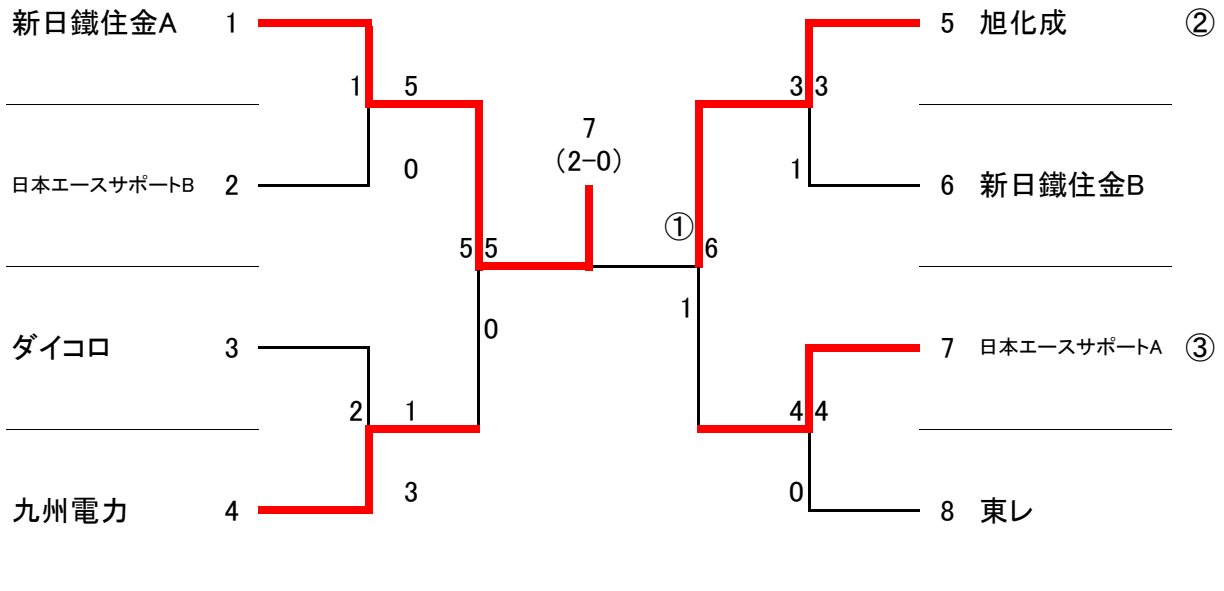 新日鐵住金A 1
5 旭化成 ②
1 5
3 3
7
(2-0)
日本エースサポートB 2
0
1
6 新日鐵住金B
①
5 5
6
0
1
ダイコロ 3
7 日本エースサポートA ③
2 1
4 4
3
0
九州電力 4
8 東レ